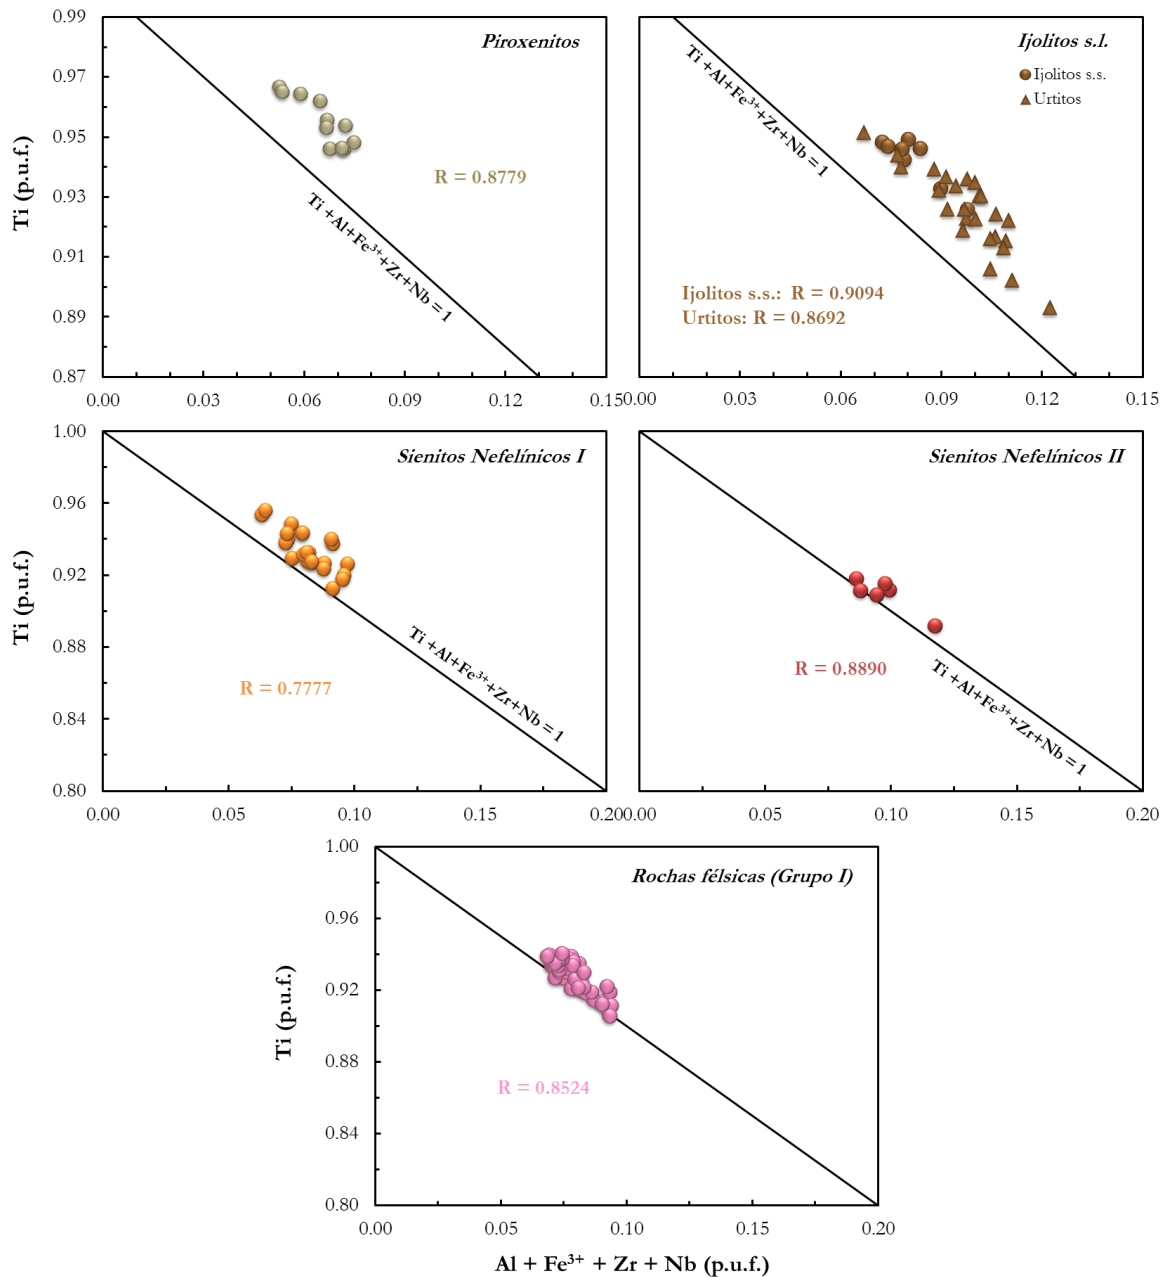 Piroxenitos
Ti (p.u.f.)
0.99
0.97
0.95
0.93
0.91
0.89
0.87
R = 0.8779
Ti +Al+Fe³⁺+Zr+Nb = 1
0.00 0.03 0.06 0.09 0.12 0.15
Ijolitos s.l.
Ijolitos s.s.
Urtitos
Ti +Al+Fe³⁺+Zr+Nb = 1
Ijolitos s.s.: R = 0.9094
Urtitos: R = 0.8692
0.00 0.03 0.06 0.09 0.12 0.15
Sienitos Nefelínicos I
Ti (p.u.f.)
1.00
0.96
0.92
0.88
0.84
0.80
Ti +Al+Fe³⁺+Zr+Nb = 1
R = 0.7777
0.00 0.05 0.10 0.15 0.20
Sienitos Nefelínicos II
R = 0.8890
Ti +Al+Fe³⁺+Zr+Nb = 1
0.00 0.05 0.10 0.15 0.20
Rochas félsicas (Grupo I)
Ti (p.u.f.)
1.00
0.96
0.92
0.88
0.84
0.80
R = 0.8524
0.00 0.05 0.10 0.15 0.20
Al + Fe³⁺ + Zr + Nb (p.u.f.)